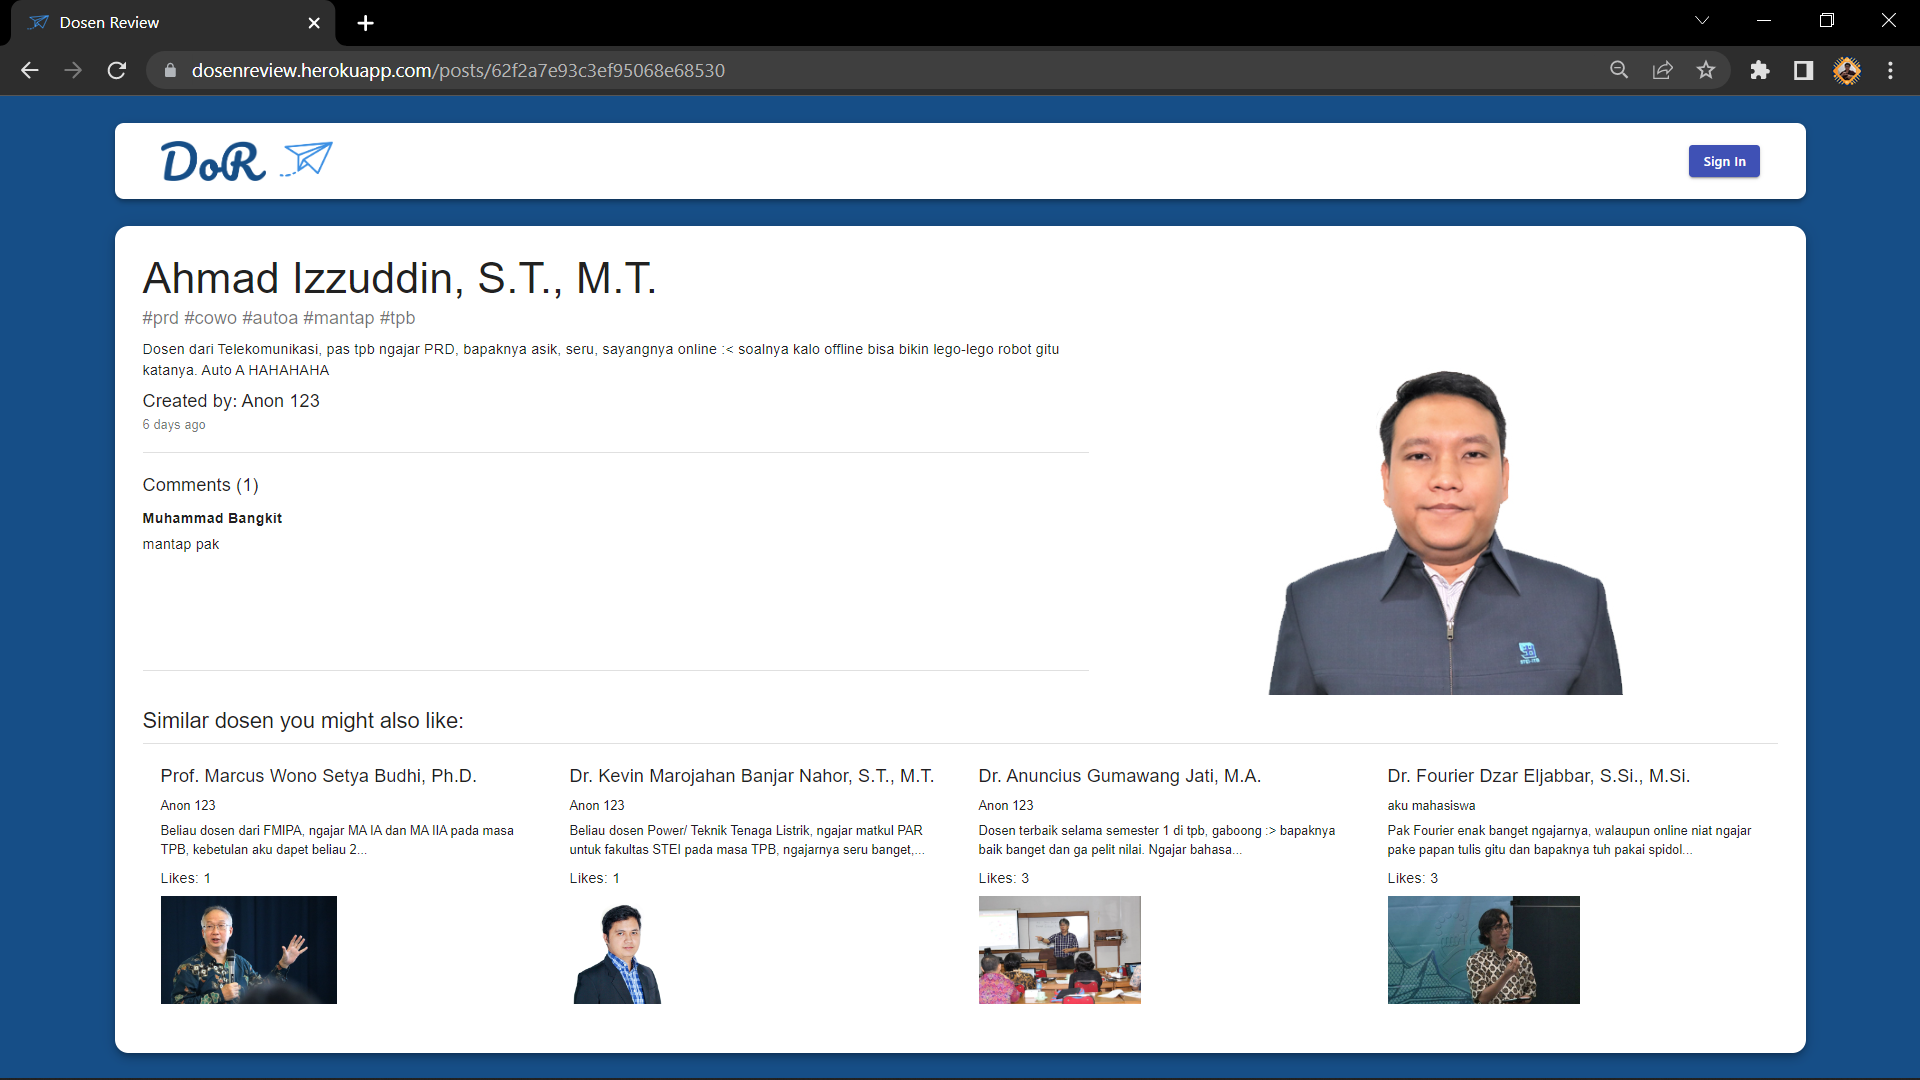 Dosen Review
dosenreview.herokuapp.com/posts/62f2a7e93c3ef95068e68530
DoR
Sign In
Ahmad Izzuddin, S.T., M.T.
#prd #cowo #autoa #mantap #tpb
Dosen dari Telekomunikasi, pas tpb ngajar PRD, bapaknya asik, seru, sayangnya online :< soalnya kalo offline bisa bikin lego-lego robot gitu
katanya. Auto A HAHAHAHA
Created by: Anon 123
6 days ago
Comments (1)
Muhammad Bangkit
mantap pak
Similar dosen you might also like:
Prof. Marcus Wono Setya Budhi, Ph.D.
Anon 123
Beliau dosen dari FMIPA, ngajar MA IA dan MA IIA pada masa
TPB, kebetulan aku dapet beliau 2...
Likes: 1
Dr. Kevin Marojahan Banjar Nahor, S.T., M.T.
Anon 123
Beliau dosen Power/ Teknik Tenaga Listrik, ngajar matkul PAR
untuk fakultas STEI pada masa TPB, ngajarnya seru banget,...
Likes: 1
Dr. Anuncius Gumawang Jati, M.A.
Anon 123
Dosen terbaik selama semester 1 di tpb, gaboong :> bapaknya
baik banget dan ga pelit nilai. Ngajar bahasa...
Likes: 3
Dr. Fourier Dzar Eljabbar, S.Si., M.Si.
aku mahasiswa
Pak Fourier enak banget ngajarnya, walaupun online niat ngajar
pake papan tulis gitu dan bapaknya tuh pakai spidol...
Likes: 3